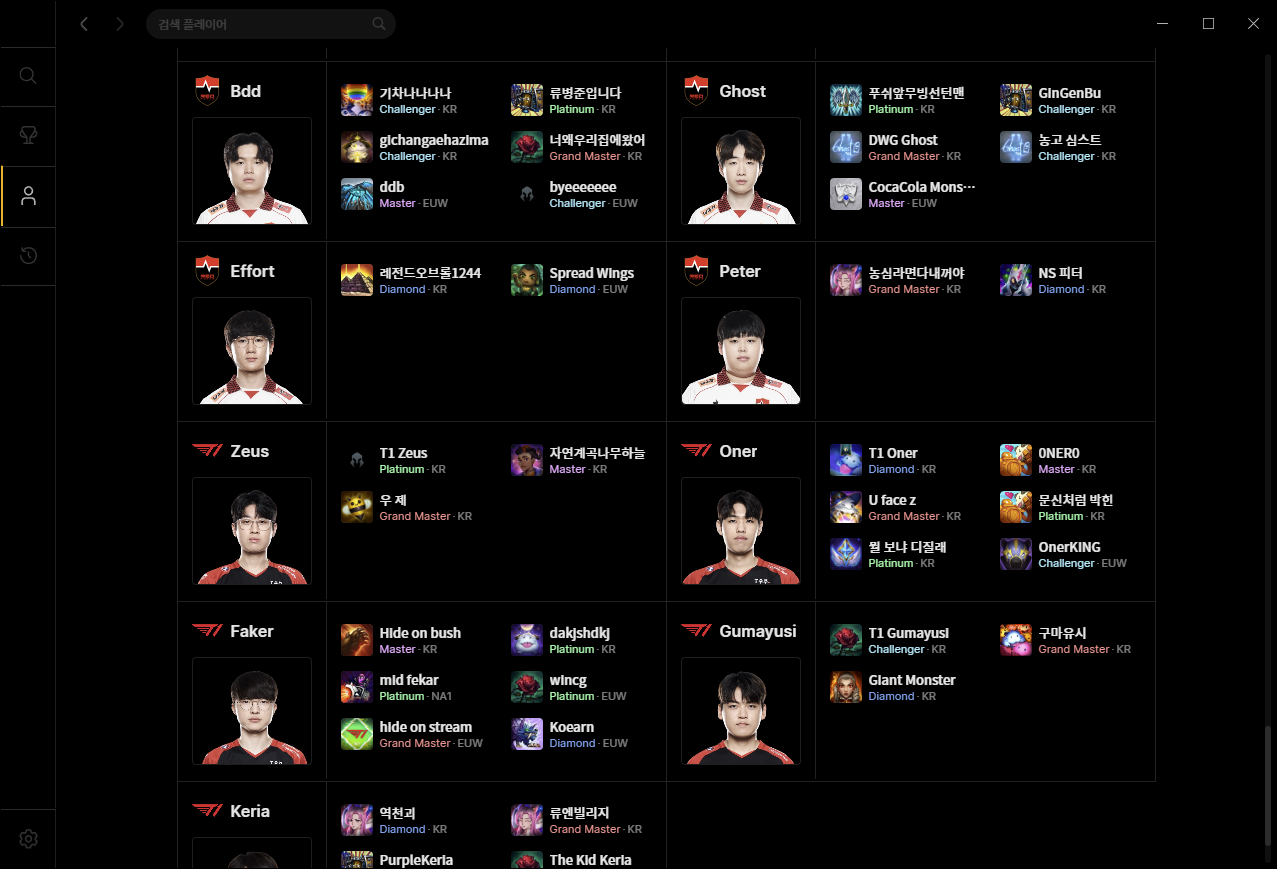 검색 플레이어
Bdd
기차나나나나
Challenger · KR
류병준입니다
Platinum · KR
gichangaehazima
Challenger · KR
너왜우리집에왔어
Grand Master · KR
ddb
Master · EUW
byeeeeeee
Challenger · EUW
Ghost
푸쉬앞무빙선턴맨
Platinum · KR
GinGenBu
Challenger · KR
DWG Ghost
Grand Master · KR
농고 심스트
Challenger · KR
CocaCola Mons···
Master · EUW
Effort
레전드오브롤1244
Diamond · KR
Spread Wings
Diamond · EUW
Peter
농심라면다내꺼야
Grand Master · KR
NS 피터
Diamond · KR
Zeus
T1 Zeus
Platinum · KR
자연계곡나무하늘
Master · KR
우 제
Grand Master · KR
Oner
T1 Oner
Diamond · KR
0NER0
Master · KR
U face z
Grand Master · KR
문신처럼 박힌
Platinum · KR
뭘 보냐 디질래
Platinum · KR
OnerKING
Challenger · EUW
Faker
Hide on bush
Master · KR
dakjshdkj
Platinum · KR
mid fekar
Platinum · NA1
wincg
Platinum · EUW
hide on stream
Grand Master · EUW
Koearn
Diamond · EUW
Gumayusi
T1 Gumayusi
Challenger · KR
구마유시
Grand Master · KR
Giant Monster
Diamond · KR
Keria
역천괴
Diamond · KR
류엔빌리지
Grand Master · KR
PurpleKeria
The Kid Keria